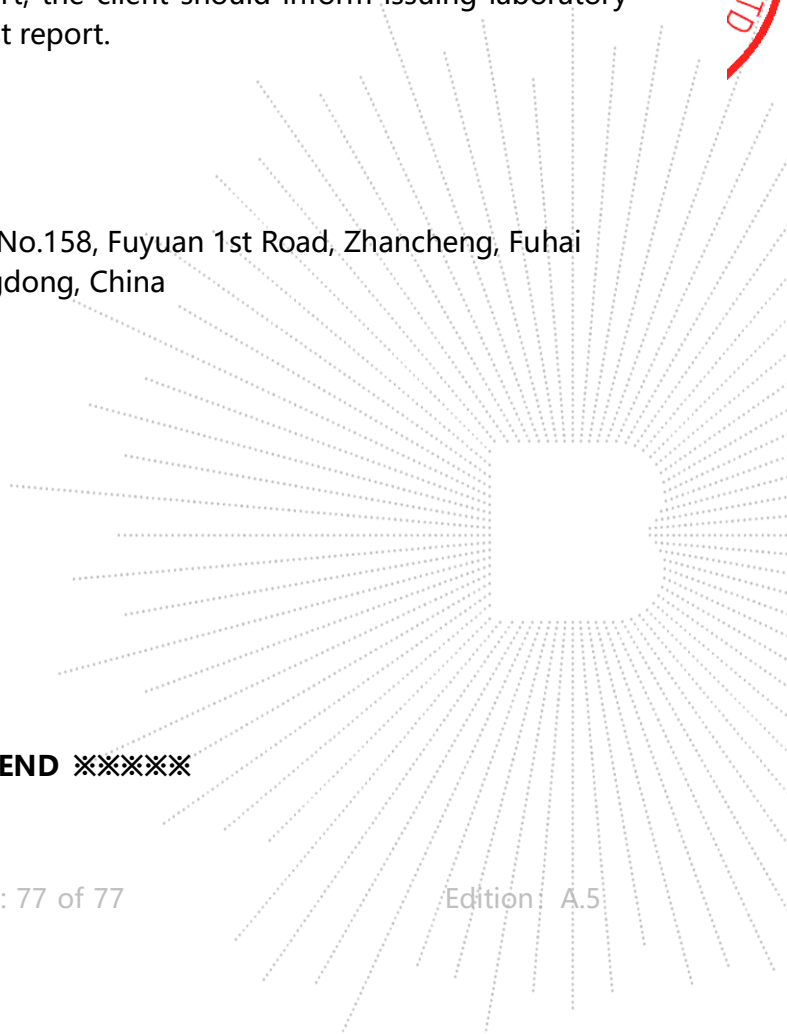 the client should inform issuing laboratory
t report.
No.158, Fuyuan 1st Road, Zhancheng, Fuhai
gdong, China
END ※※※※※
: 77 of 77 Edition: A.5
TD